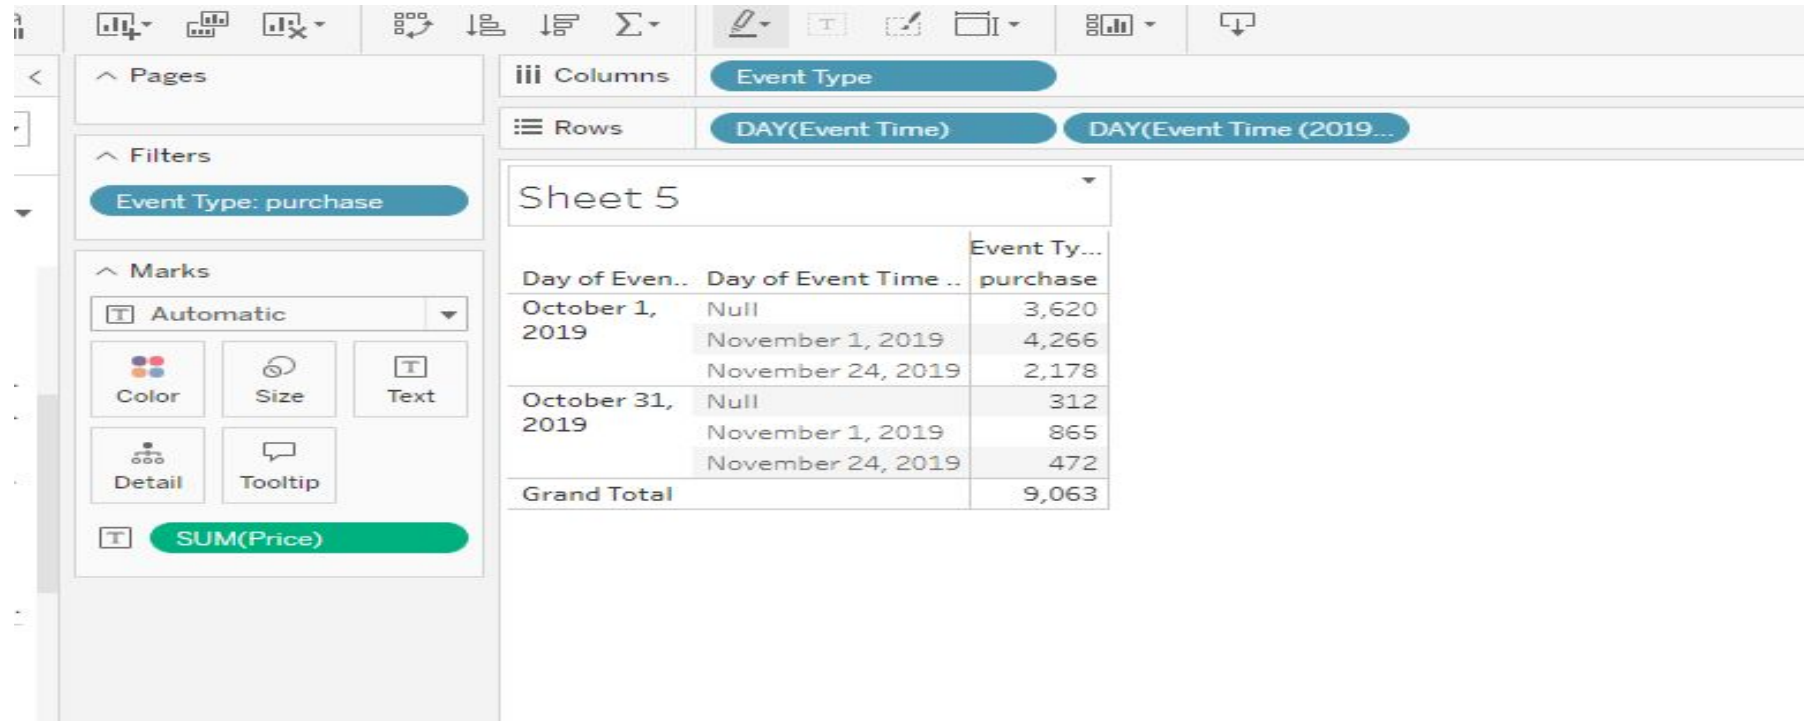 Pages
iii Columns
Event Type
Rows
DAY(Event Time)
DAY(Event Time (2019...
Filters
Event Type: purchase
Sheet 5
Marks
Automatic
Color
Size
Text
Detail
Tooltip
SUM(Price)
Event Ty...
Day of Even.. Day of Event Time .. purchase
October 1, Null 3,620
2019
November 1, 2019 4,266
November 24, 2019 2,178
October 31, Null 312
2019
November 1, 2019 865
November 24, 2019 472
Grand Total 9,063